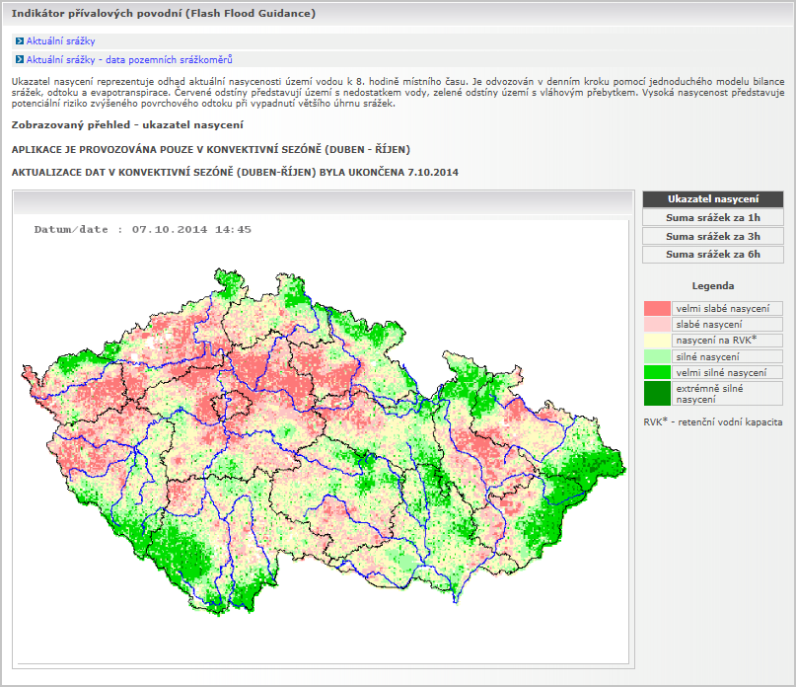 Indikátor přívalových povodní (Flash Flood Guidance)
Aktuální srážky
Aktuální srážky - data pozemních srážkoměrů
Ukazatel nasycení reprezentuje odhad aktuální nasycenosti území vodou k 8. hodině místního času. Je odvozován v denním kroku pomocí jednoduchého modelu bilance
srážek, odtoku a evapotranspirace. Červené odstíny představují území s nedostatkem vody, zelené odstíny území s vláhovým přebytkem. Vysoká nasycenost představuje
potenciální riziko zvýšeného povrchového odtoku při vypadnutí většího úhrnu srážek.
Zobrazovaný přehled - ukazatel nasycení
APLIKACE JE PROVOZOVÁNA POUZE V KONVEKTIVNÍ SEZÓNĚ (DUBEN - ŘÍJEN)
AKTUALIZACE DAT V KONVEKTIVNÍ SEZÓNĚ (DUBEN-ŘÍJEN) BYLA UKONČENA 7.10.2014
Datum/date : 07.10.2014 14:45
Ukazatel nasycení
Suma srážek za 1h
Suma srážek za 3h
Suma srážek za 6h
Legenda
velmi slabé nasycení
slabé nasycení
nasycení na RVK*
silné nasycení
velmi silné nasycení
extrémně silné
nasycení
RVK* - retenční vodní kapacita